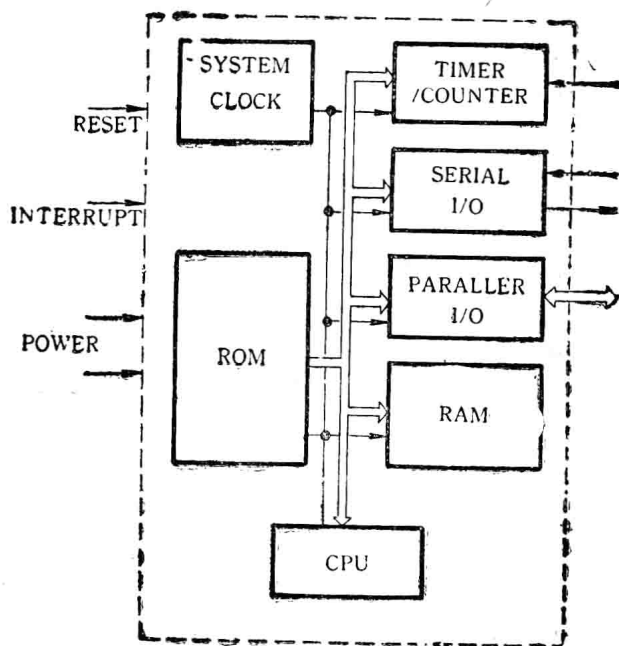 SYSTEM
CLOCK
TIMER
/COUNTER
RESET
SERIAL
I/O
INTERRUPT
PARALLER
I/O
POWER
ROM
RAM
CPU